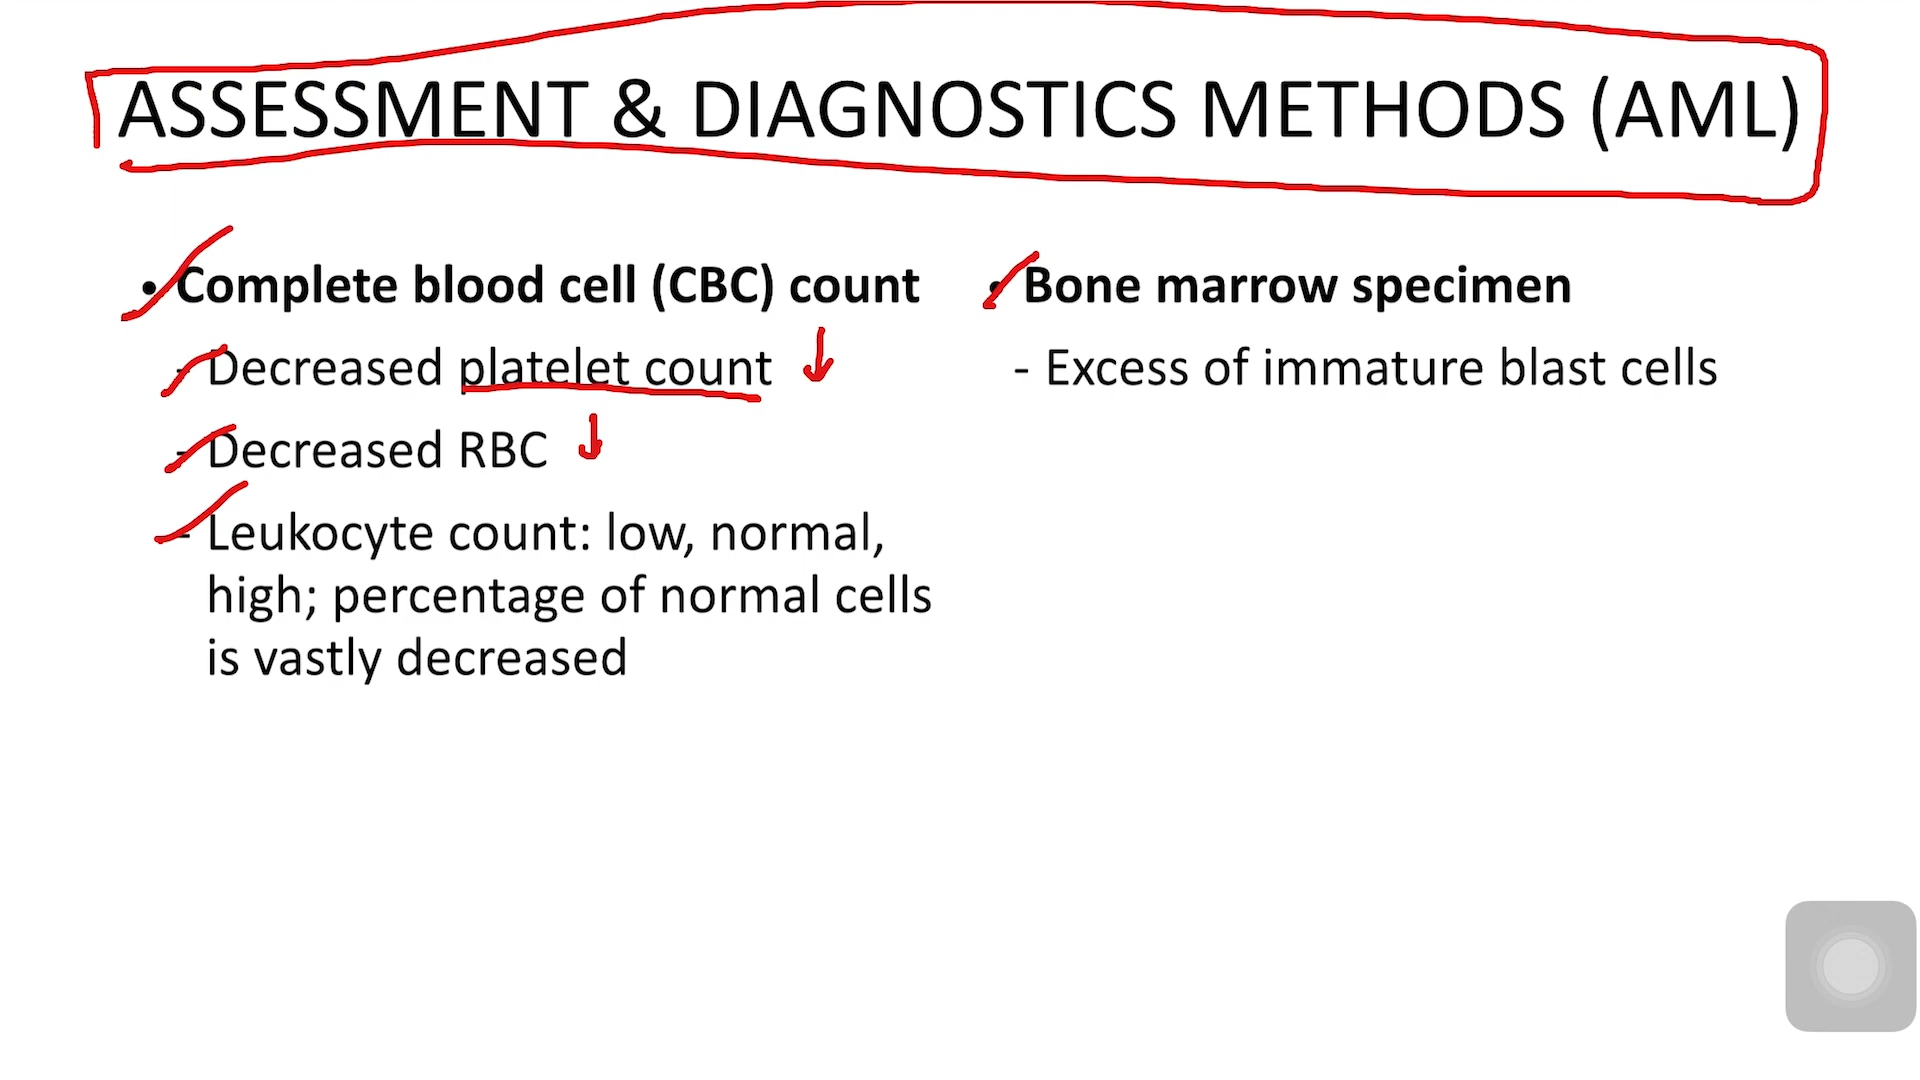 ASSESSMENT & DIAGNOSTICS METHODS (AML)
• Complete blood cell (CBC) count
- Decreased platelet count
- Decreased RBC
- Leukocyte count: low, normal,
high; percentage of normal cells
is vastly decreased
• Bone marrow specimen
- Excess of immature blast cells